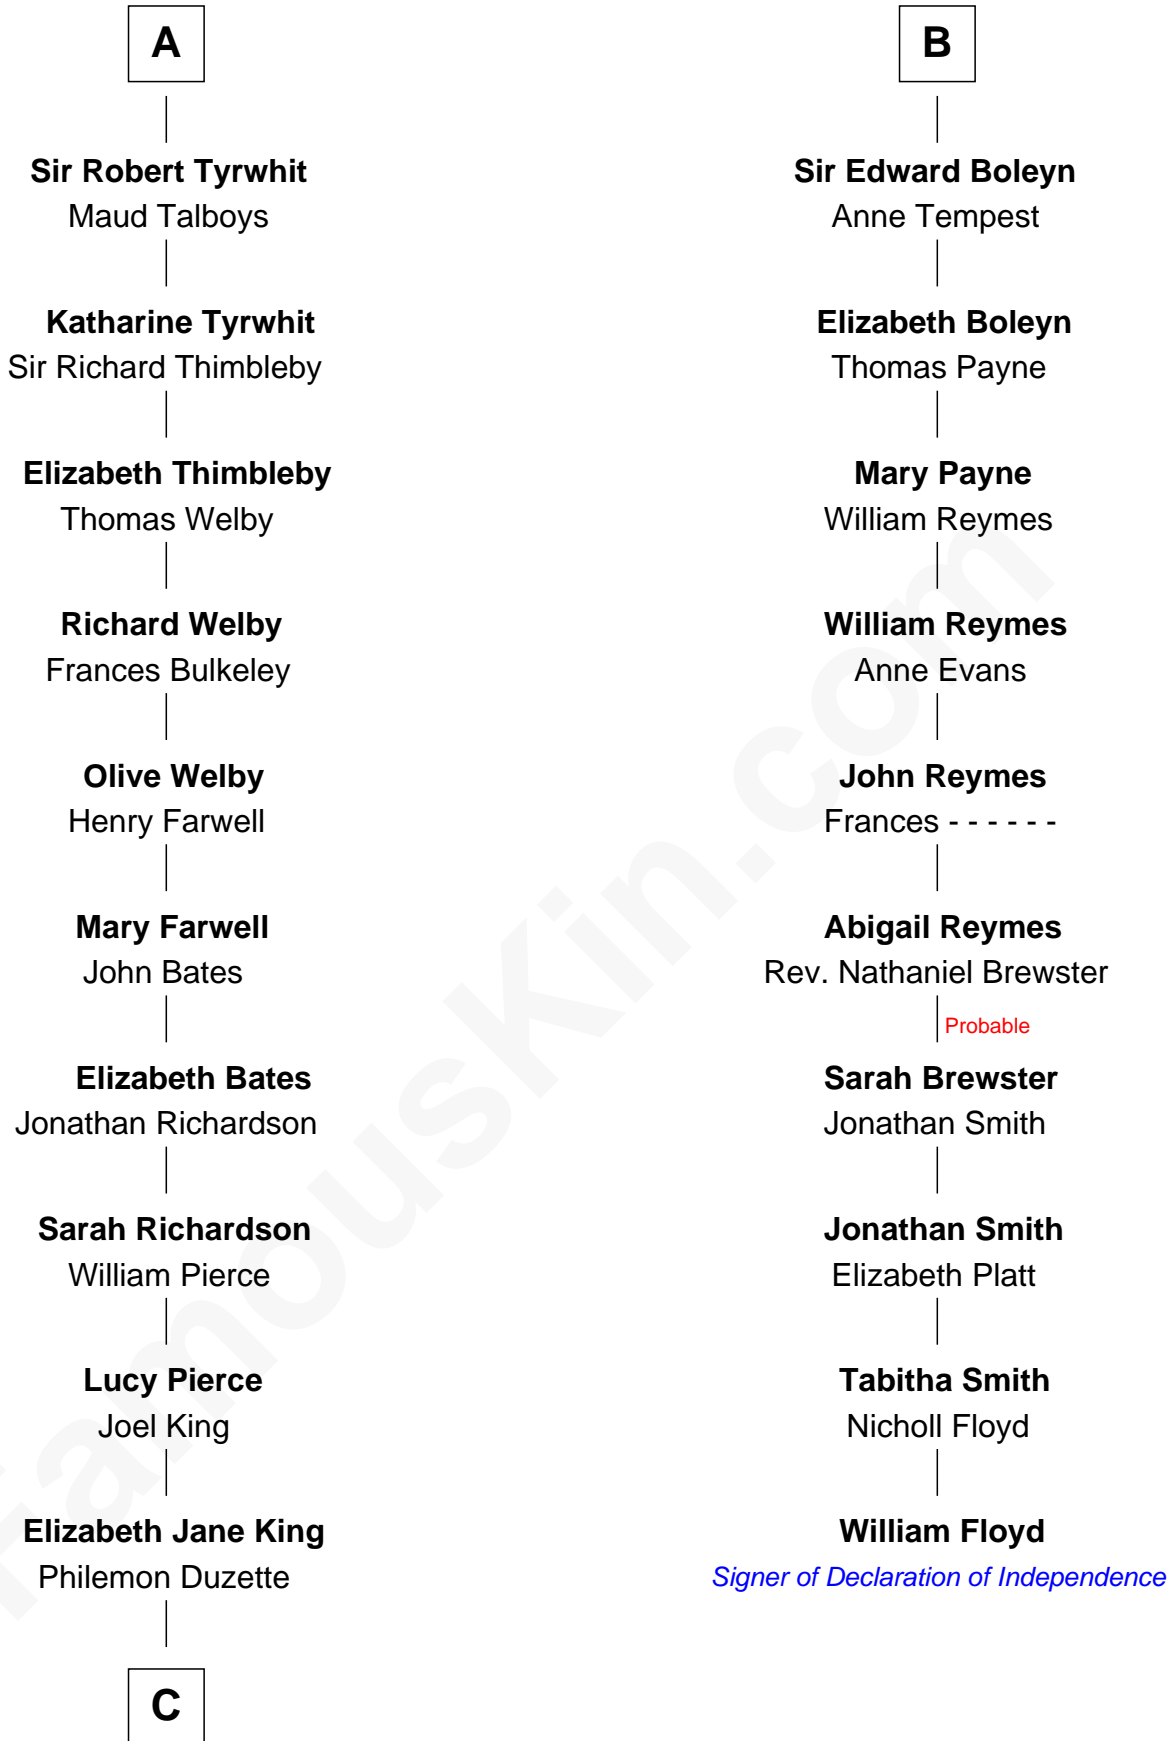 A
Sir Robert Tyrwhit
Maud Talboys
Katharine Tyrwhit
Sir Richard Thimbleby
Elizabeth Thimbleby
Thomas Welby
Richard Welby
Frances Bulkeley
Olive Welby
Henry Farwell
Mary Farwell
John Bates
Elizabeth Bates
Jonathan Richardson
Sarah Richardson
William Pierce
Lucy Pierce
Joel King
Elizabeth Jane King
Philemon Duzette
C
B
Sir Edward Boleyn
Anne Tempest
Elizabeth Boleyn
Thomas Payne
Mary Payne
William Reymes
William Reymes
Anne Evans
John Reymes
Frances - - - - - -
Abigail Reymes
Rev. Nathaniel Brewster
Probable
Sarah Brewster
Jonathan Smith
Jonathan Smith
Elizabeth Platt
Tabitha Smith
Nicholl Floyd
William Floyd
Signer of Declaration of Independence
FamousKin.com